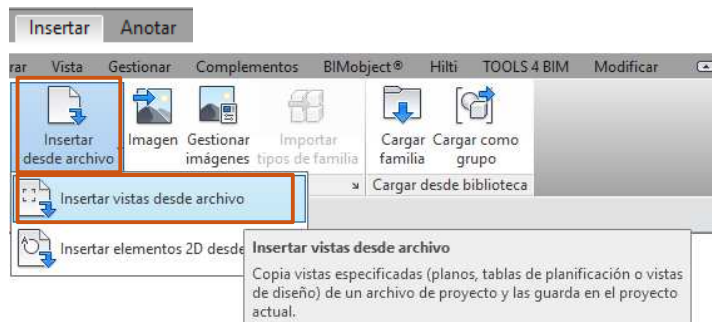 Insertar Anotar
rar Vista Gestionar Complementos BIMobject® Hilti TOOLS 4 BIM Modificar
Insertar desde archivo Imagen Gestionar imágenes Importar tipos de familia Cargar familia Cargar como grupo
Cargar desde biblioteca
Insertar vistas desde archivo
Insertar elementos 2D desde
Insertar vistas desde archivo
Copia vistas especificadas (planos, tablas de planificación o vistas
de diseño) de un archivo de proyecto y las guarda en el proyecto
actual.